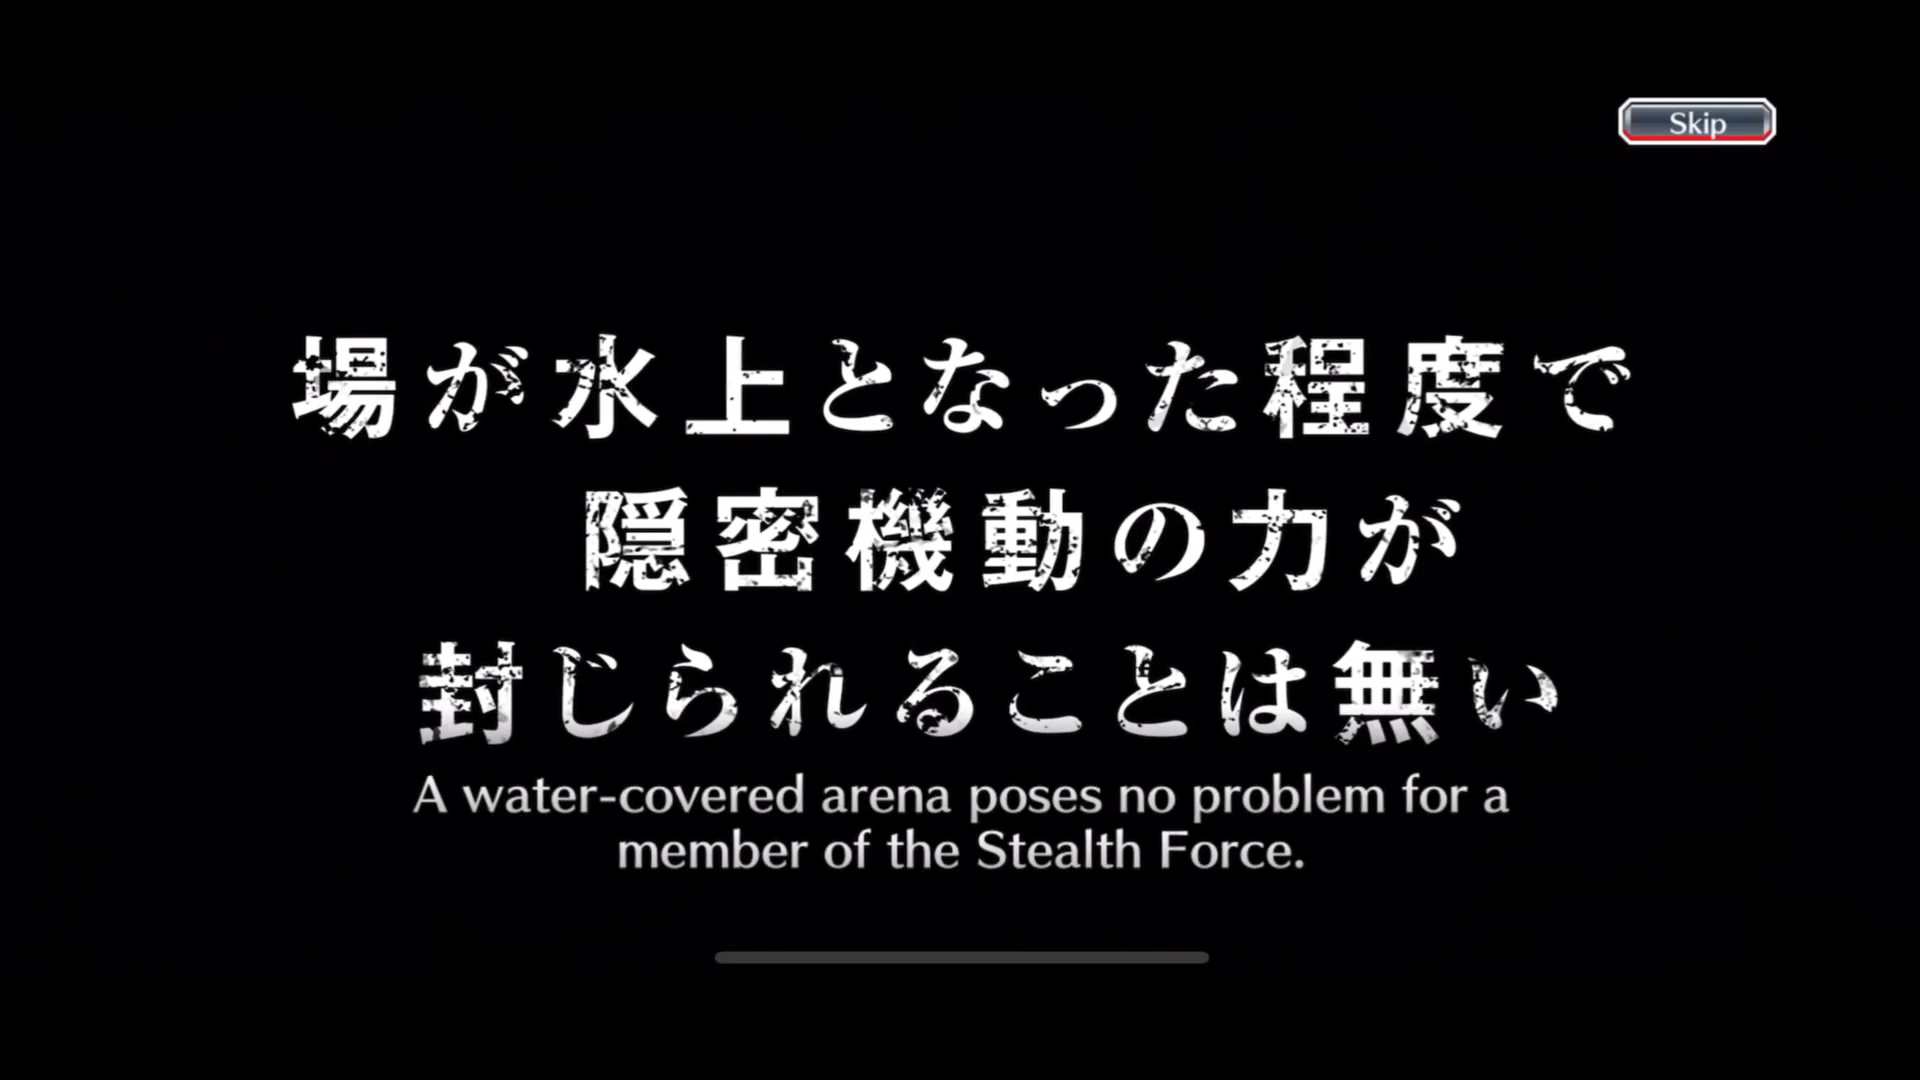 Skip
場が水上となった程度で
隠密機動の力が
封じられることは無い
A water-covered arena poses no problem for a
member of the Stealth Force.